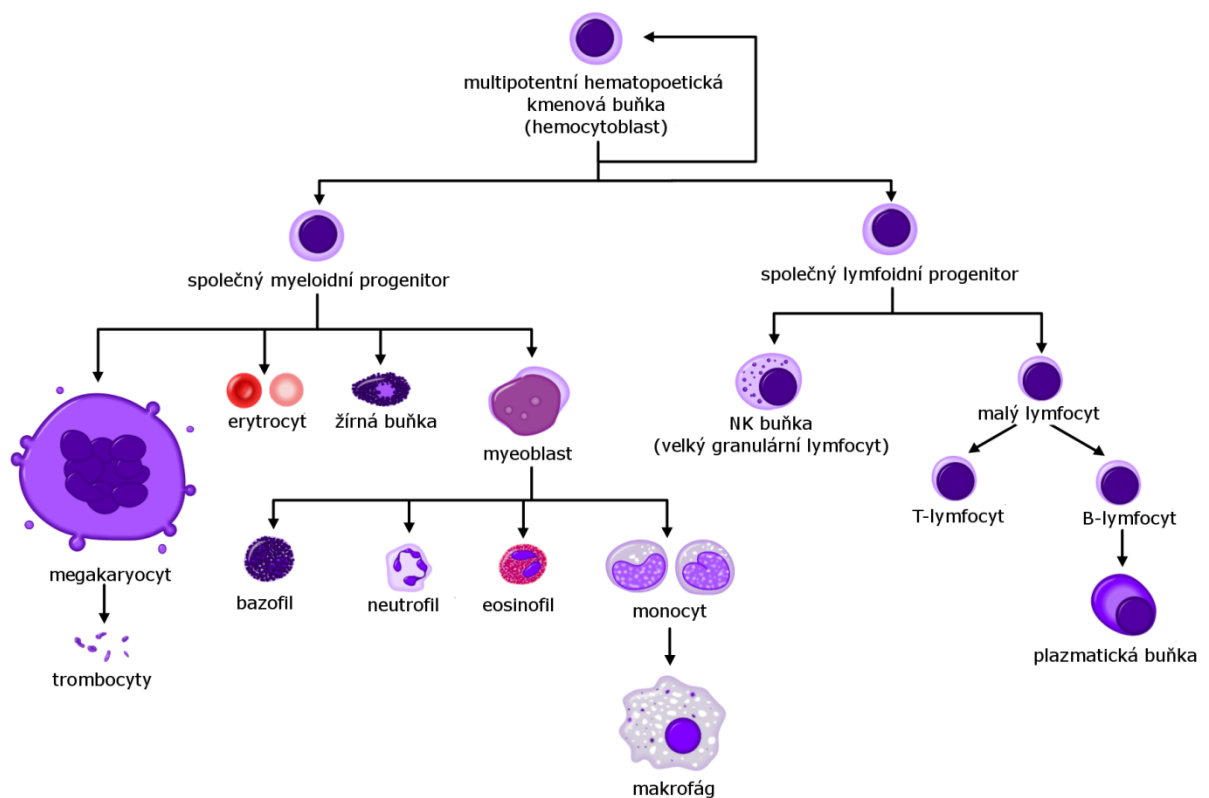 multipotentní hematopoetická
kmenová buňka
(hemocytoblast)
společný myeloidní progenitor
společný lymfoidní progenitor
erytrocyt
žírná buňka
myeoblast
NK buňka
(velký granulární lymfocyt)
malý lymfocyt
T-lymfocyt
B-lymfocyt
megakaryocyt
bazofil
neutrofil
eosinofil
monocyt
plazmatická buňka
trombocyty
makrofág